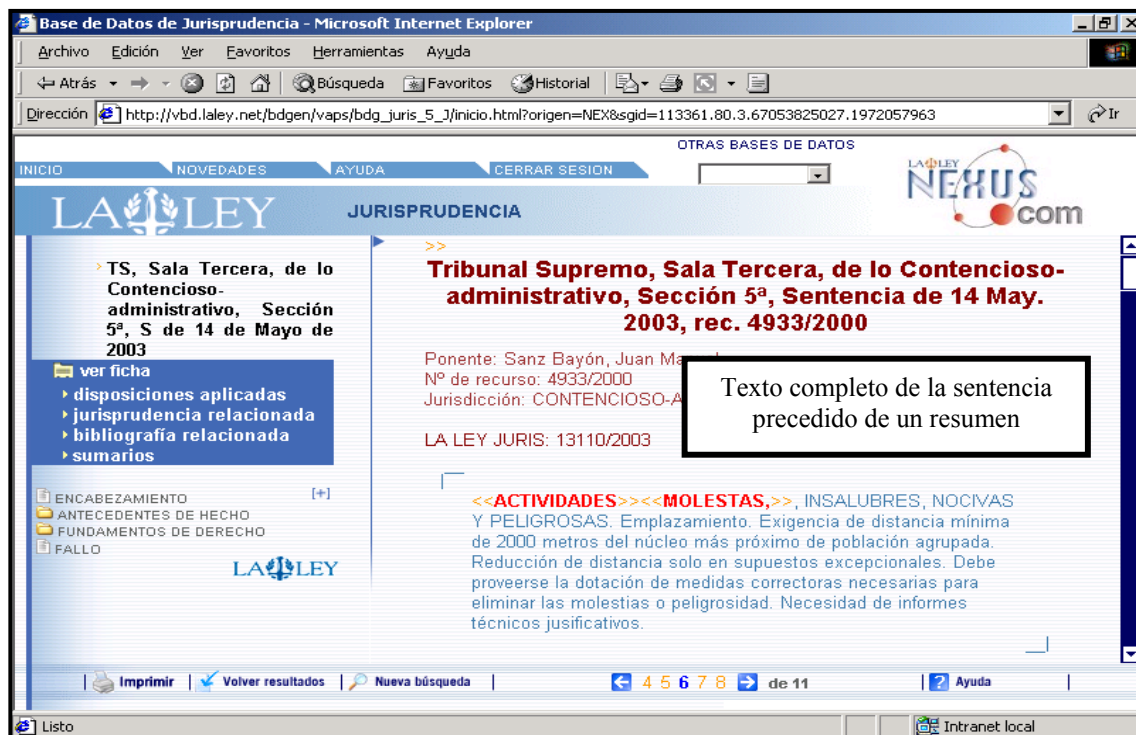 Base de Datos de Jurisprudencia - Microsoft Internet Explorer
Archivo Edición Ver Favoritos Herramientas Ayuda
Atrás Búsqueda Favoritos Historial
Dirección http://vbd.laley.net/bdgen/vaps/bdg_juris_5_J/inicio.html?origen=NEX&sgid=113361.80.3.67053825027.1972057963 Ir
OTRAS BASES DE DATOS
INICIO NOVEDADES AYUDA CERRAR SESION
LA LEY NEXUS .com
LA LEY JURISPRUDENCIA
TS, Sala Tercera, de lo
Contencioso-
administrativo, Sección
5ª, S de 14 de Mayo de
2003
ver ficha
disposiciones aplicadas
jurisprudencia relacionada
bibliografía relacionada
sumarios
ENCABEZAMIENTO [+]
ANTECEDENTES DE HECHO
FUNDAMENTOS DE DERECHO
FALLO
LA LEY
>>
Tribunal Supremo, Sala Tercera, de lo Contencioso-
administrativo, Sección 5ª, Sentencia de 14 May.
2003, rec. 4933/2000
Ponente: Sanz Bayón, Juan
Nº de recurso: 4933/2000
Jurisdicción: CONTENCIOSO-A
LA LEY JURIS: 13110/2003
Texto completo de la sentencia
precedido de un resumen
<<ACTIVIDADES>><<MOLESTAS,>>, INSALUBRES, NOCIVAS
Y PELIGROSAS. Emplazamiento. Exigencia de distancia mínima
de 2000 metros del núcleo más próximo de población agrupada.
Reducción de distancia solo en supuestos excepcionales. Debe
proveerse la dotación de medidas correctoras necesarias para
eliminar las molestias o peligrosidad. Necesidad de informes
técnicos jusificativos.
Imprimir Volver resultados Nueva búsqueda 4 5 6 7 8 de 11 Ayuda
Listo Intranet local